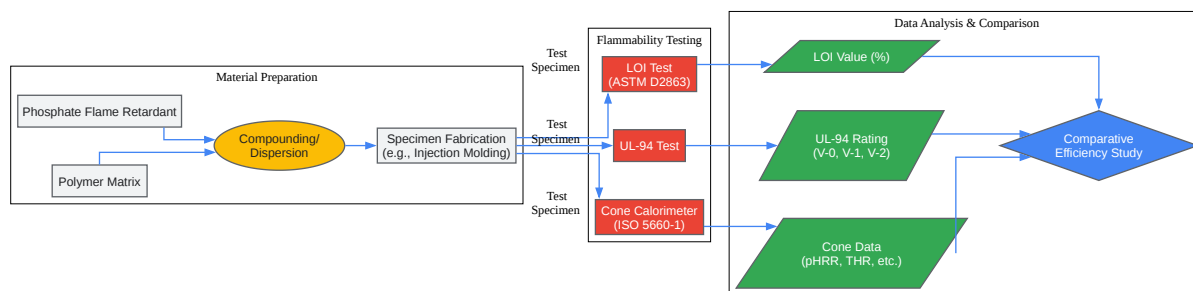 Material Preparation
Phosphate Flame Retardant
Polymer Matrix
Compounding/
Dispersion
Specimen Fabrication
(e.g., Injection Molding)
Test
Specimen
Test
Specimen
Test
Specimen
Flammability Testing
LOI Test
(ASTM D2863)
UL-94 Test
Cone Calorimeter
(ISO 5660-1)
Data Analysis & Comparison
LOI Value (%)
UL-94 Rating
(V-0, V-1, V-2)
Cone Data
(pHRR, THR, etc.)
Comparative
Efficiency Study